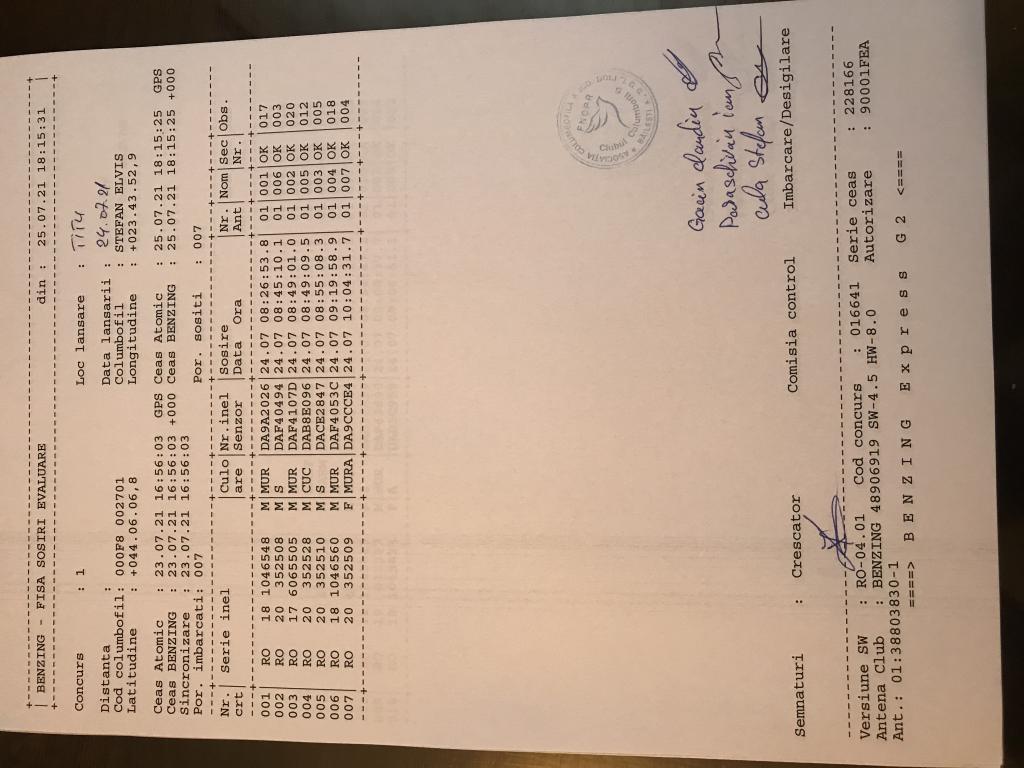 +-----------------------------------------------------------------------------+
| BENZING - FISA SOSIRI EVALUARE din : 25.07.21 18:15:31 |
+-----------------------------------------------------------------------------+
Concurs : 1 Loc lansare : TITU
Distanta : Data lansarii : 24.07.21
Cod columbofil: 000F8 002701 Columbofil : STEFAN ELVIS
Latitudine : +044.06.06,8 Longitudine : +023.43.52,9
Ceas Atomic : 23.07.21 16:56:03 GPS Ceas Atomic : 25.07.21 18:15:25 GPS
Ceas BENZING : 23.07.21 16:56:03 +000 Ceas BENZING : 25.07.21 18:15:25 +000
Sincronizare : 23.07.21 16:56:03
Por. imbarcati: 007 Por. sositi : 007
Nr. | Serie inel |Culo|Nr.inel |Sosire |Nr. |Nom|Sec|Obs.
crt | |are |Senzor |Data Ora |Ant | |Nr.|
001 | RO 18 1046548 M|MUR |DA9A2026|24.07 08:26:53.8| 01|001|OK |017
002 | RO 20 352508 M|S |DAF40494|24.07 08:45:10.1| 01|006|OK |003
003 | RO 17 6065505 M|MUR |DAF4107D|24.07 08:49:01.0| 01|002|OK |020
004 | RO 20 352528 M|CUC |DAB8E096|24.07 08:49:09.5| 01|005|OK |012
005 | RO 20 352510 M|S |DACE2847|24.07 08:55:08.3| 01|003|OK |005
006 | RO 18 1046560 M|MUR |DAF4053C|24.07 09:19:58.9| 01|004|OK |018
007 | RO 20 352509 F|MURA|DA9CCCE4|24.07 10:04:31.7| 01|007|OK |004
FNCPR
Clubul Columbofil
Stefan
Semnaturi : Crescator Comisia control Imbarcare/Desigilare
Versiune SW : RO-04.01 Cod concurs : 016641 Serie ceas : 228166
Antena Club : BENZING 48906919 SW-4.5 HW-8.0 Autorizare : 90001FEA
Ant.: 01:38803830-1
====> B E N Z I N G E x p r e s s G 2 <====